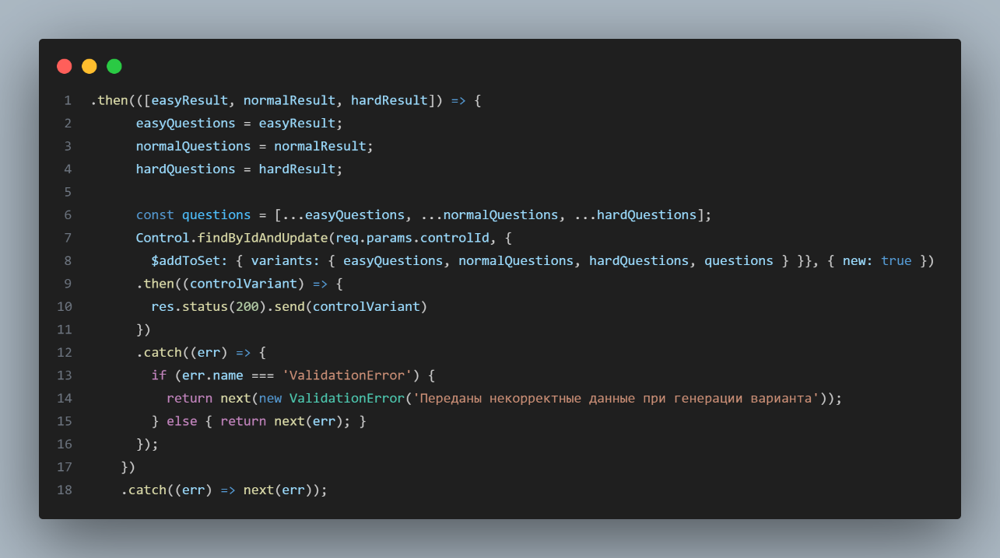 1 .then(([easyResult, normalResult, hardResult]) => {
2 easyQuestions = easyResult;
3 normalQuestions = normalResult;
4 hardQuestions = hardResult;
5
6 const questions = [...easyQuestions, ...normalQuestions, ...hardQuestions];
7 Control.findByIdAndUpdate(req.params.controlId, {
8 $addToSet: { variants: { easyQuestions, normalQuestions, hardQuestions, questions } }}, { new: true })
9 .then((controlVariant) => {
10 res.status(200).send(controlVariant)
11 })
12 .catch((err) => {
13 if (err.name === 'ValidationError') {
14 return next(new ValidationError('Переданы некорректные данные при генерации варианта'));
15 } else { return next(err); }
16 });
17 })
18 .catch((err) => next(err));